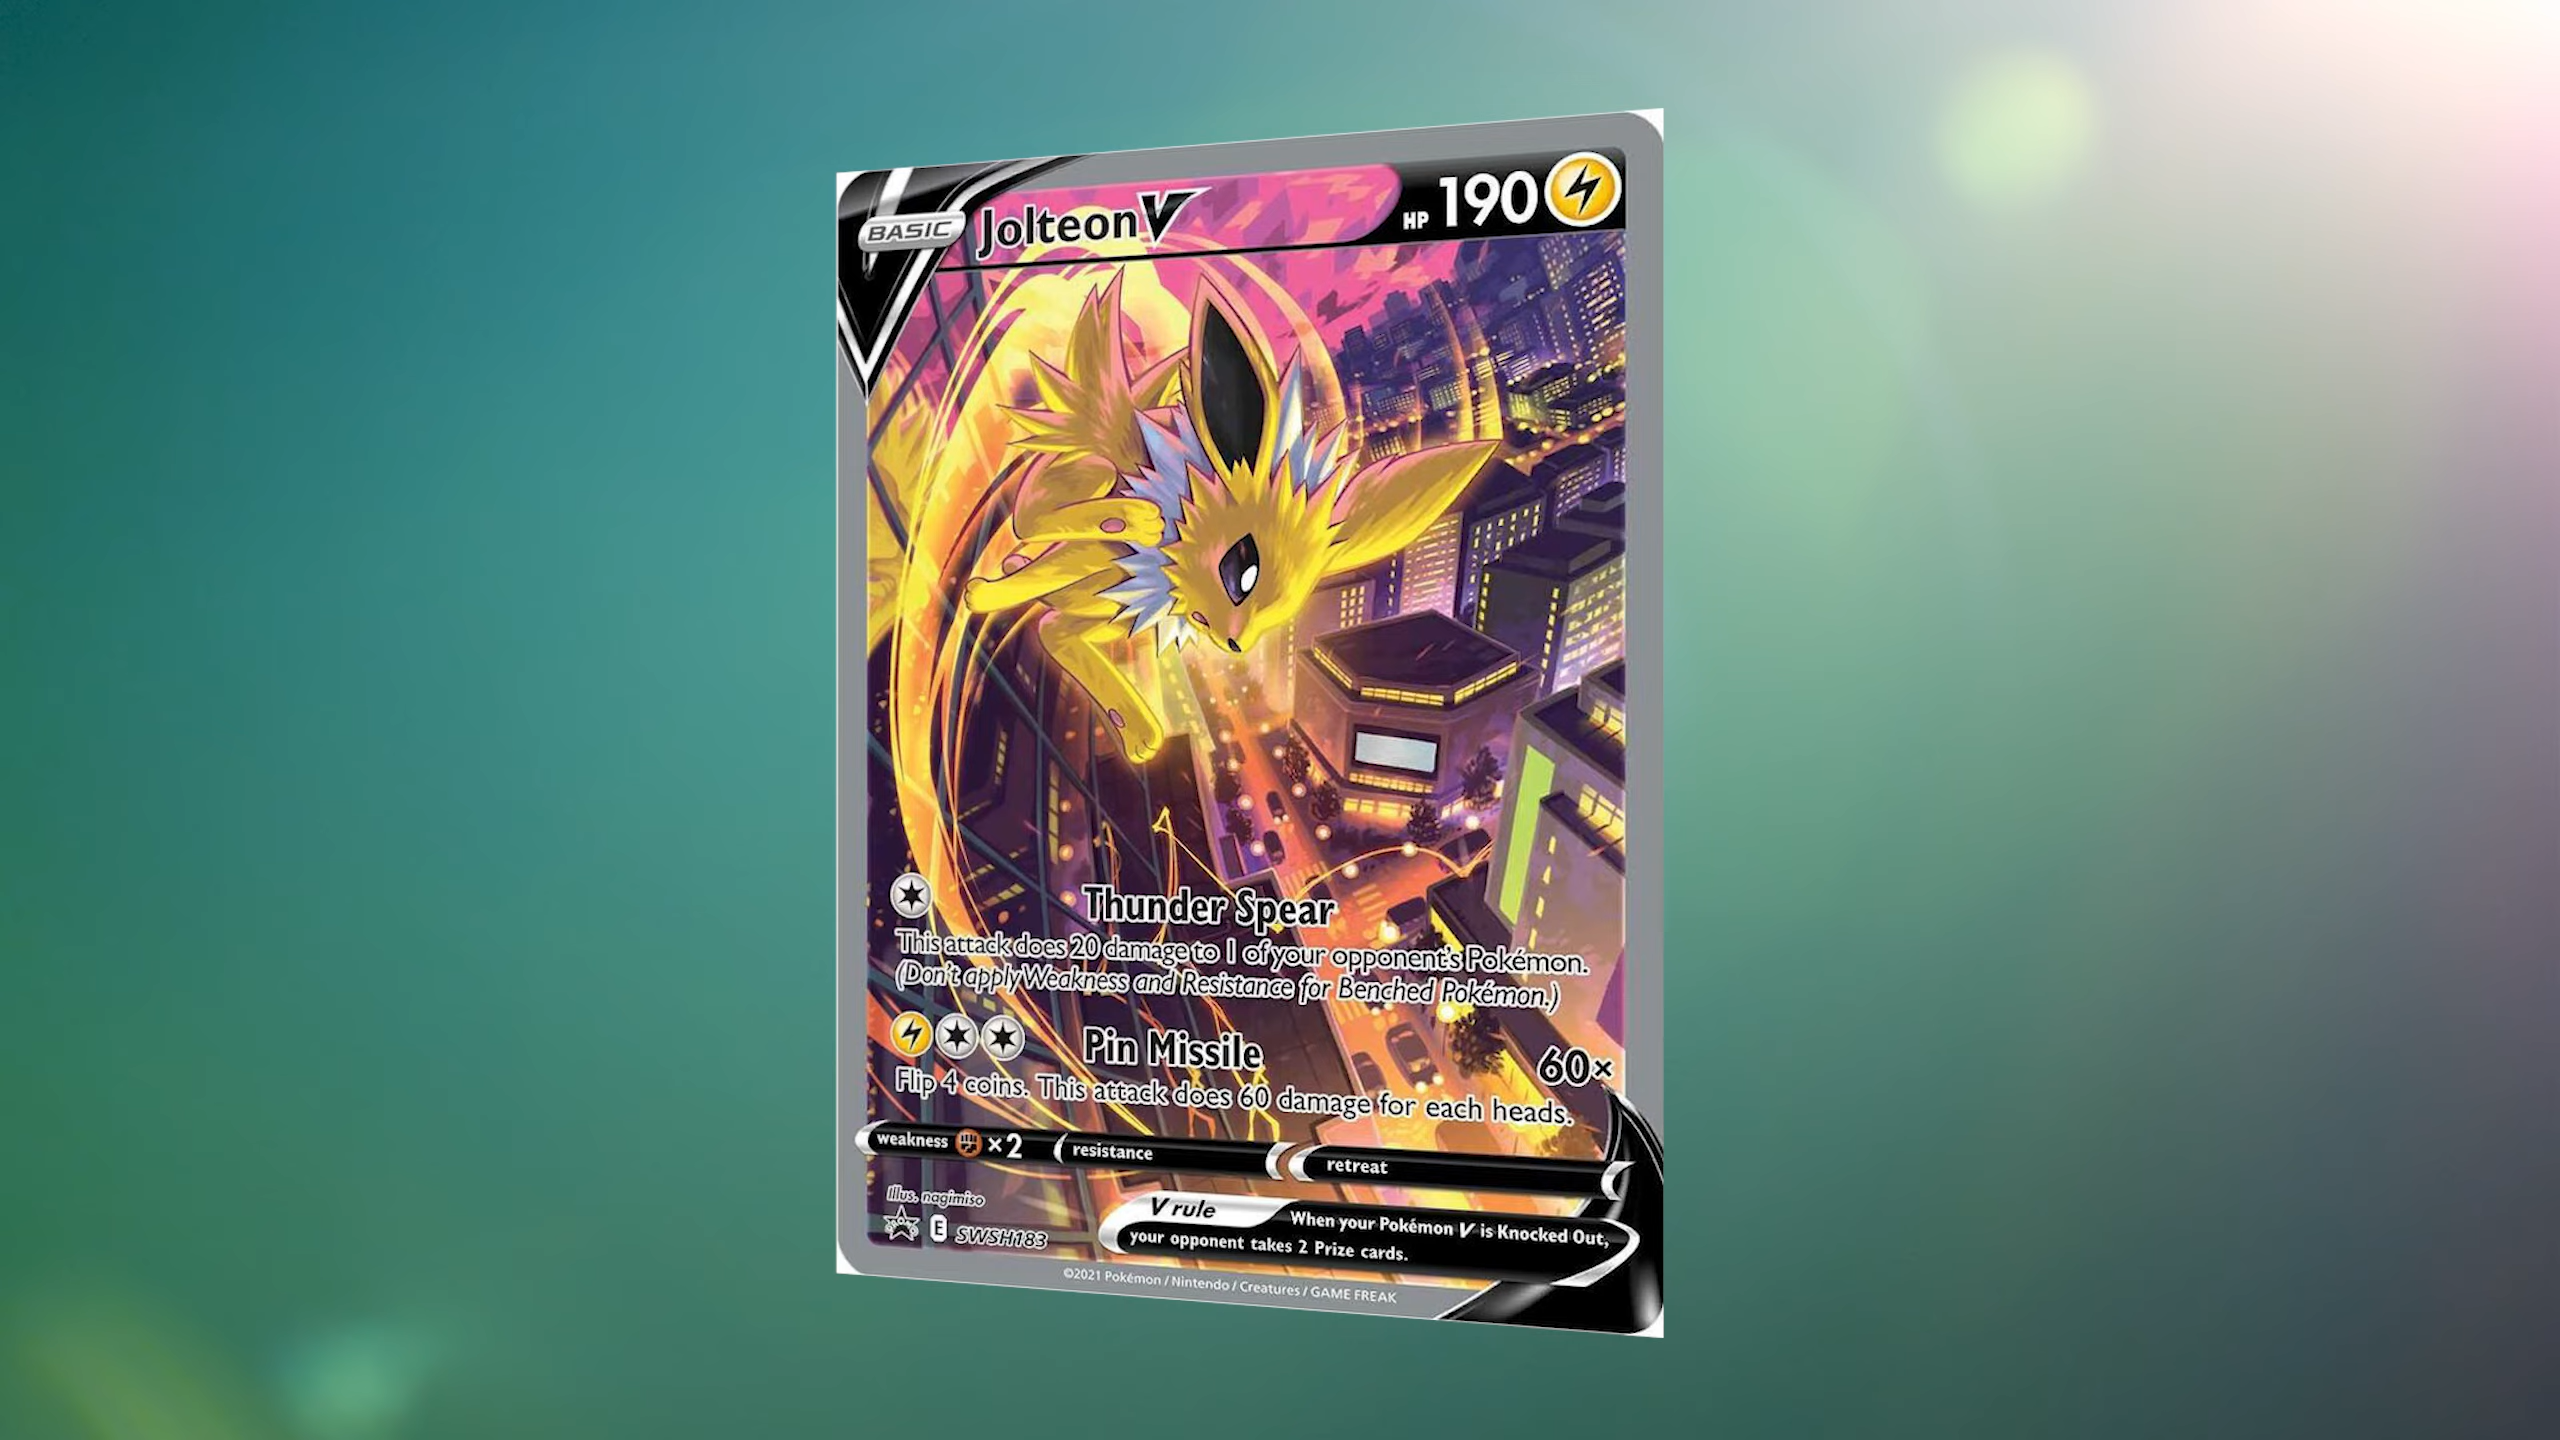 BASIC
Jolteon V
HP 190
Thunder Spear
This attack does 20 damage to 1 of your opponent's Pokémon.
(Don't apply Weakness and Resistance for Benched Pokémon.)
Pin Missile 60×
Flip 4 coins. This attack does 60 damage for each heads.
weakness ×2 resistance retreat
Illus. nagimiso
E SWSH183
V rule When your Pokémon V is Knocked Out,
your opponent takes 2 Prize cards.
©2021 Pokémon / Nintendo / Creatures / GAME FREAK